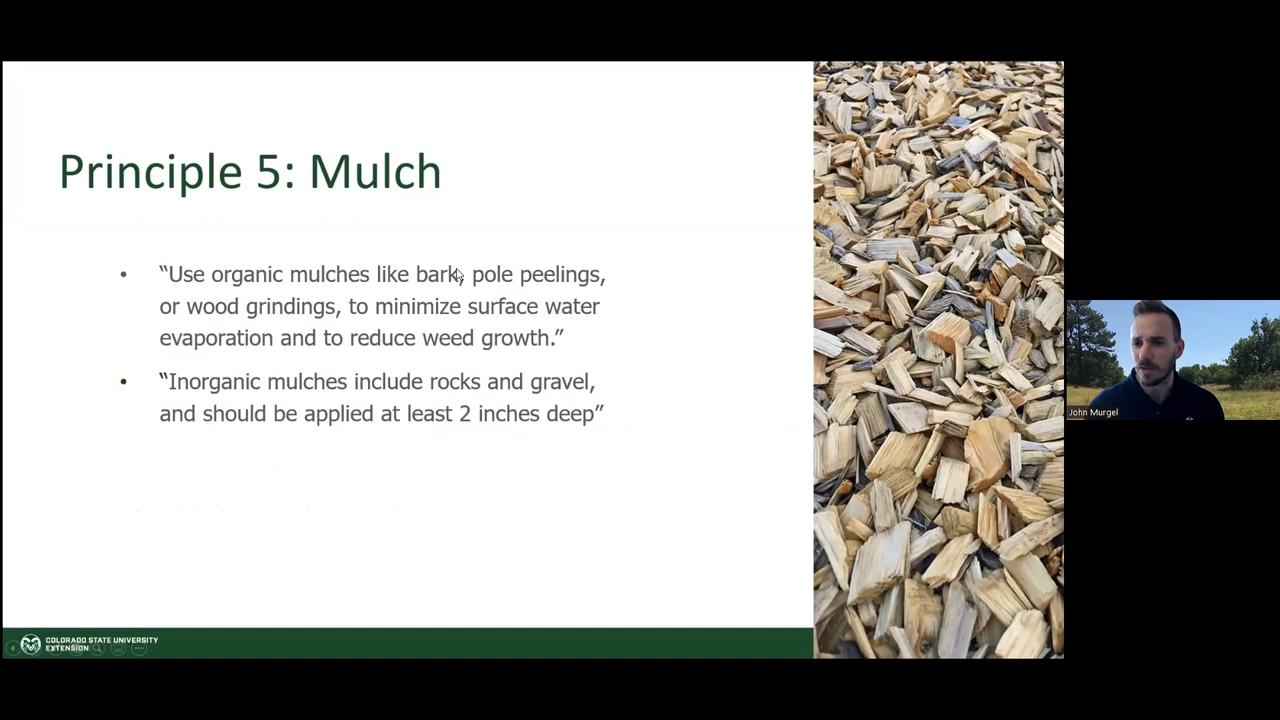 Principle 5: Mulch
• “Use organic mulches like bark, pole peelings,
or wood grindings, to minimize surface water
evaporation and to reduce weed growth.”
• “Inorganic mulches include rocks and gravel,
and should be applied at least 2 inches deep”
John Murgel
COLORADO STATE UNIVERSITY
EXTENSION